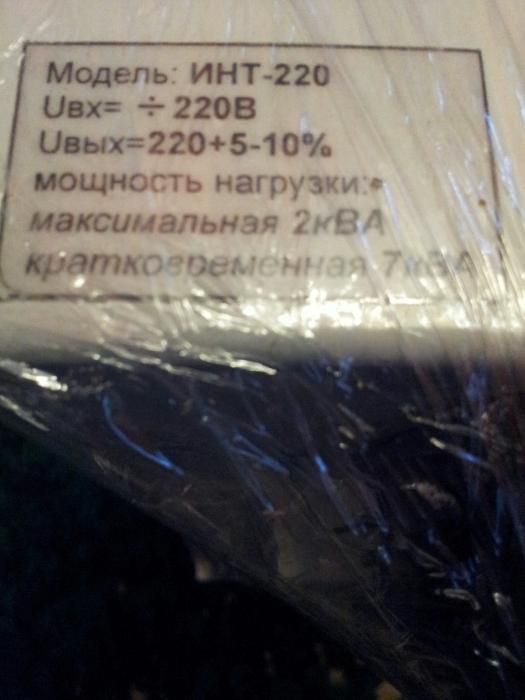 Модель: ИНТ-220
Uвх= ÷ 220В
Uвых=220+5-10%
мощность нагрузки:
максимальная 2кВА
кратковременная 7кВА